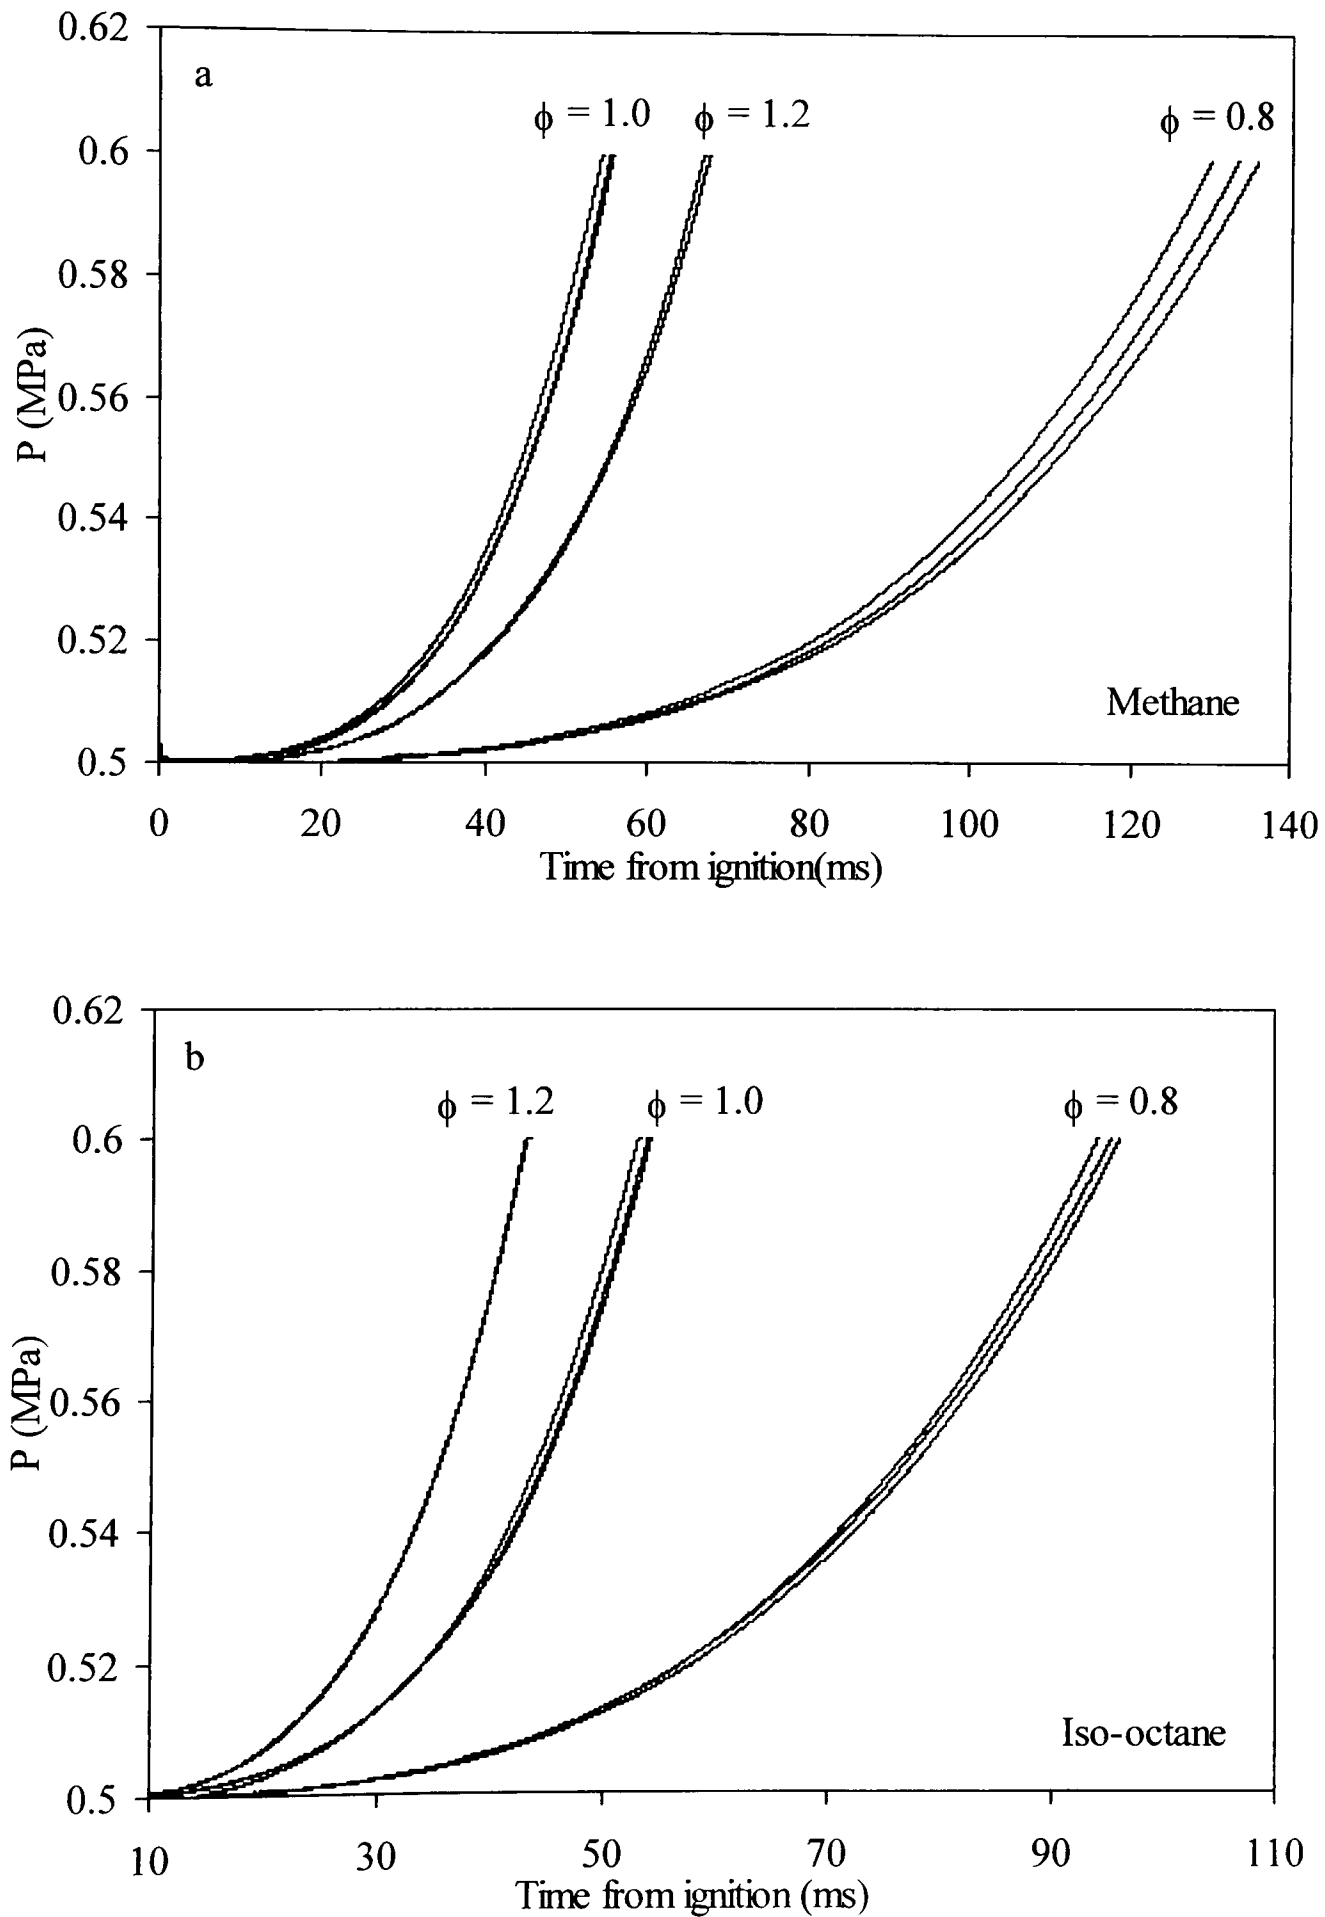 0.62
a
ϕ = 1.0 ϕ = 1.2 ϕ = 0.8
0.6
0.58
P (MPa)
0.56
0.54
0.52
Methane
0.5
0 20 40 60 80 100 120 140
Time from ignition(ms)
0.62
b
ϕ = 1.2 ϕ = 1.0 ϕ = 0.8
0.6
0.58
P (MPa)
0.56
0.54
0.52
Iso-octane
0.5
10 30 50 70 90 110
Time from ignition (ms)